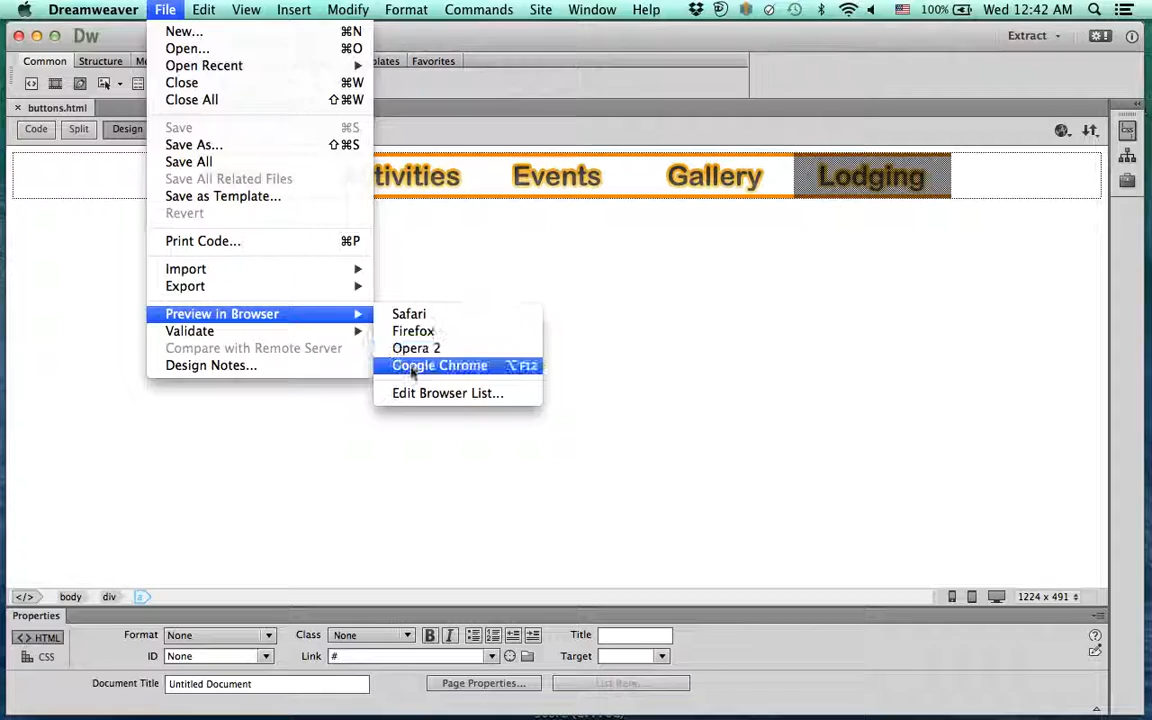 Dreamweaver File Edit View Insert Modify Format Commands Site Window Help 100% Wed 12:42 AM
Dw Extract
Common Structure Favorites
× buttons.html
Code Split Design
New... ⌘N
Open... ⌘O
Open Recent
Close ⌘W
Close All ⇧⌘W
Save ⌘S
Save As... ⇧⌘S
Save All
Save All Related Files
Save as Template...
Revert
Print Code... ⌘P
Import
Export
Preview in Browser
Validate
Compare with Remote Server
Design Notes...
Safari
Firefox
Opera 2
Google Chrome ⌥F12
Edit Browser List...
tivities Events Gallery Lodging
</> body div a 1224 x 491
Properties
<> HTML Format None Class None B I Title
CSS ID None Link # Target
Document Title Untitled Document Page Properties... List Item...